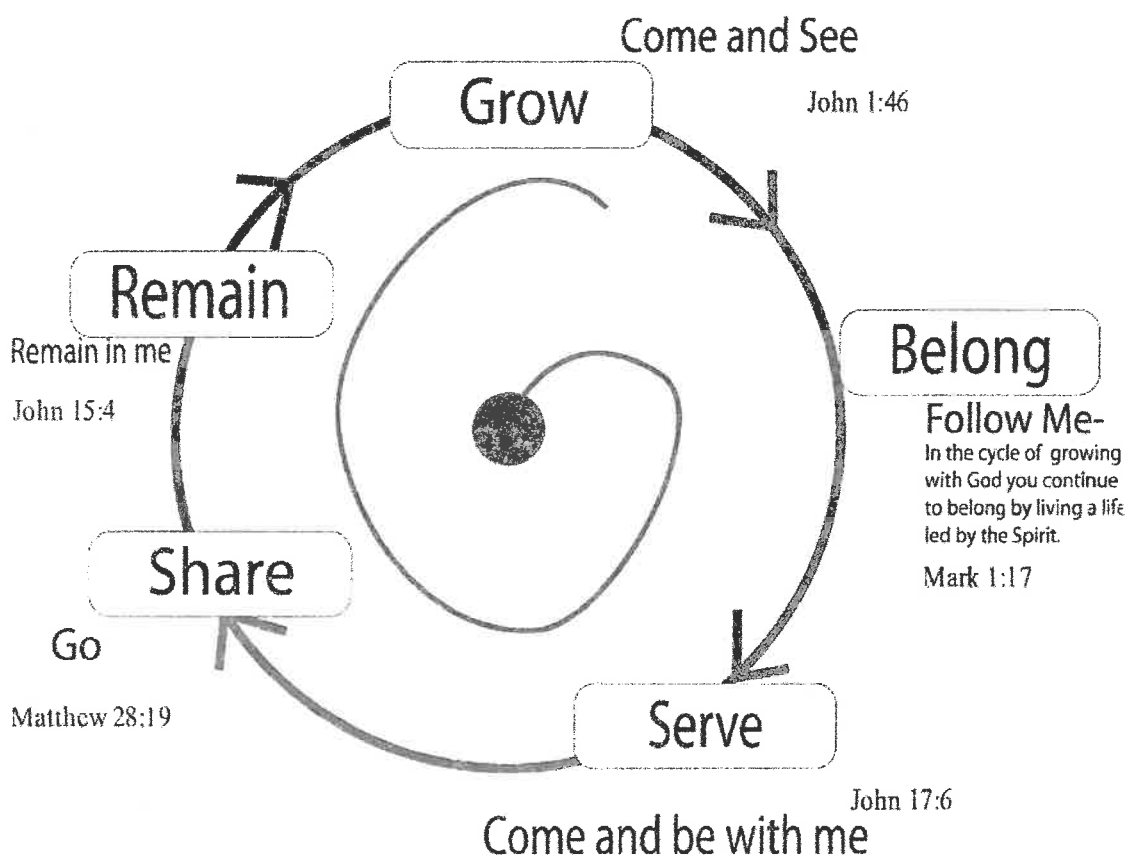 Come and See
Grow
John 1:46
Remain
Remain in me
John 15:4
Belong
Follow Me-
In the cycle of growing
with God you continue
to belong by living a life
led by the Spirit.
Mark 1:17
Share
Go
Matthew 28:19
Serve
John 17:6
Come and be with me